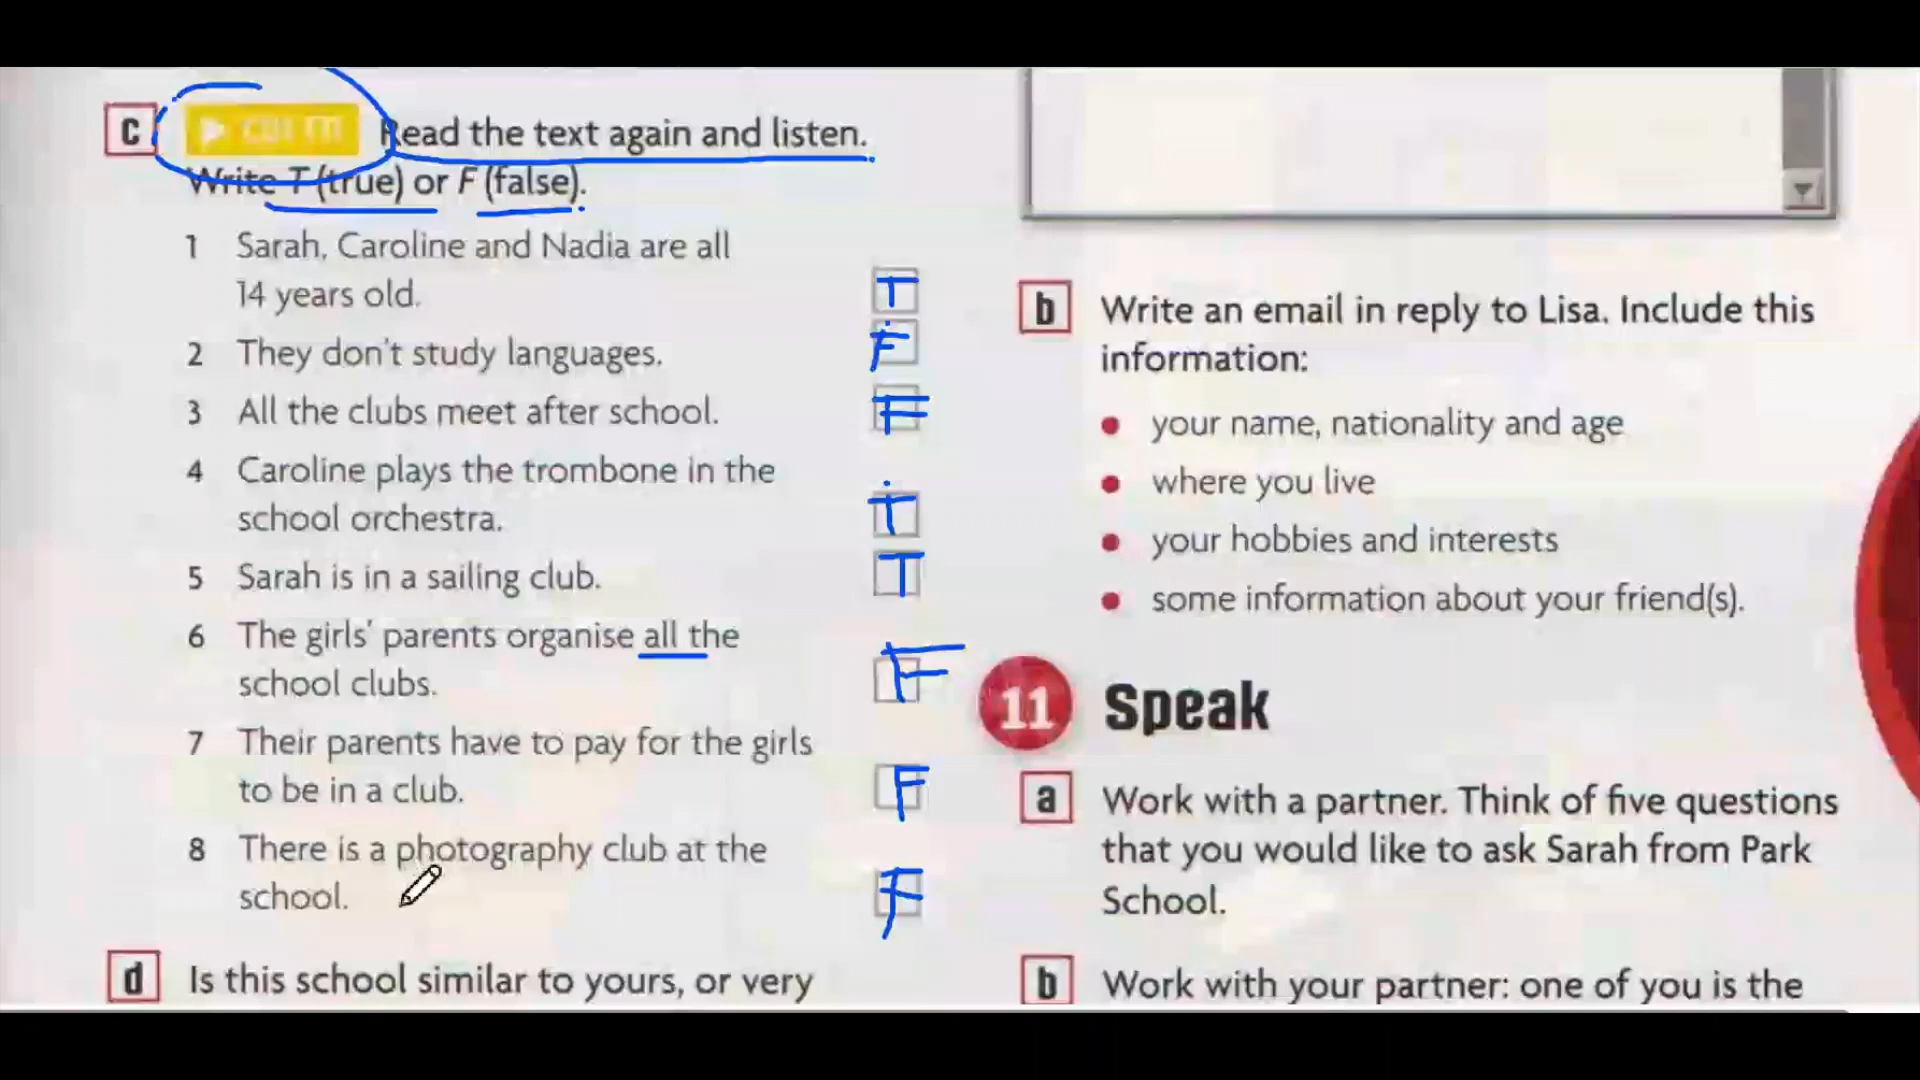 c Read the text again and listen.
Write T (true) or F (false).
1 Sarah, Caroline and Nadia are all
14 years old. T
2 They don't study languages. F
3 All the clubs meet after school. F
4 Caroline plays the trombone in the
school orchestra. T
5 Sarah is in a sailing club. T
6 The girls' parents organise all the
school clubs. F
7 Their parents have to pay for the girls
to be in a club. F
8 There is a photography club at the
school. F
d Is this school similar to yours, or very
b Write an email in reply to Lisa. Include this
information:
• your name, nationality and age
• where you live
• your hobbies and interests
• some information about your friend(s).
11 Speak
a Work with a partner. Think of five questions
that you would like to ask Sarah from Park
School.
b Work with your partner: one of you is the